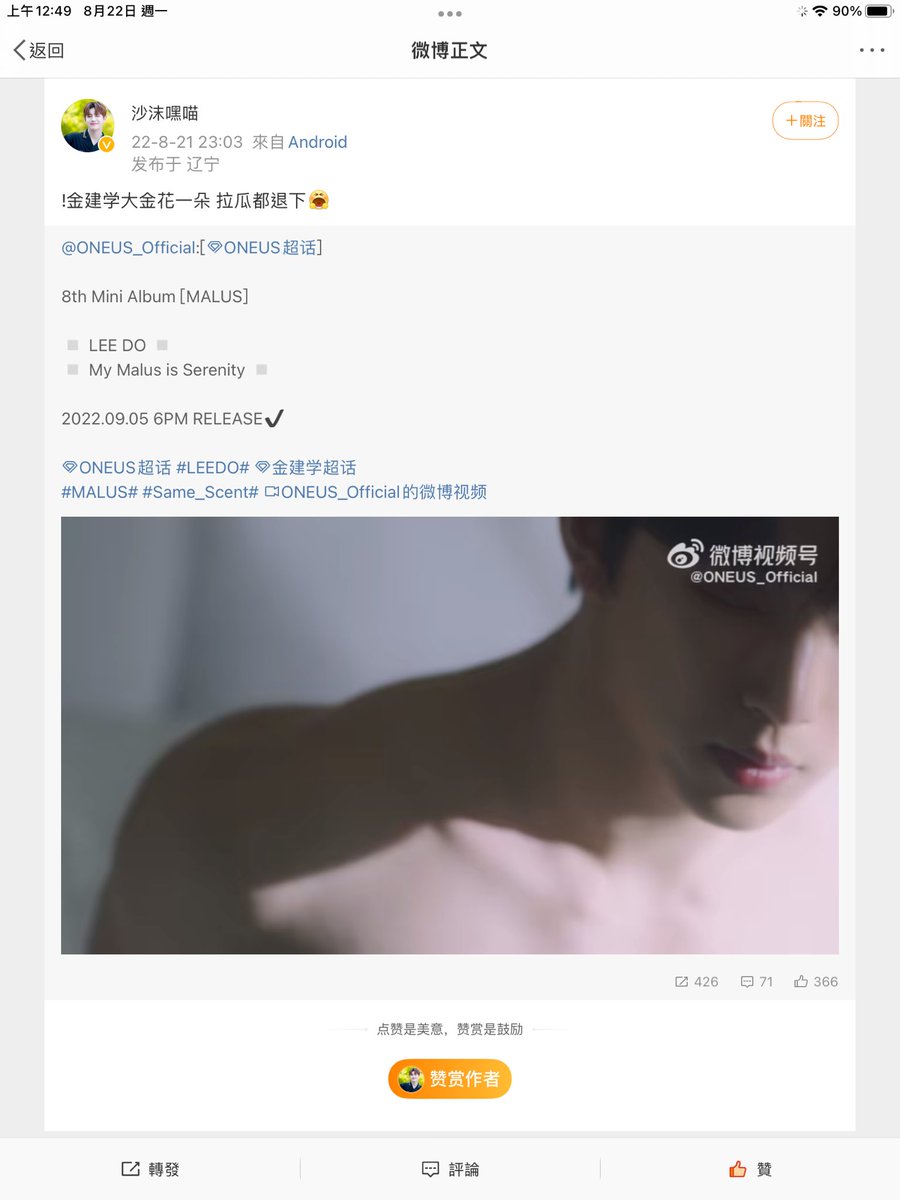 上午12:49 8月22日 週一
90%
返回
微博正文
沙沫嘿喵
22-8-21 23:03 來自 Android
发布于 辽宁
+關注
!金建学大金花一朵 拉瓜都退下
@ONEUS_Official:[ONEUS超话]
8th Mini Album [MALUS]
LEE DO
My Malus is Serenity
2022.09.05 6PM RELEASE✔
ONEUS超话 #LEEDO# 金建学超话
#MALUS# #Same_Scent# ONEUS_Official的微博视频
微博视频号
@ONEUS_Official
426 71 366
点赞是美意，赞赏是鼓励
赞赏作者
轉發
評論
贊